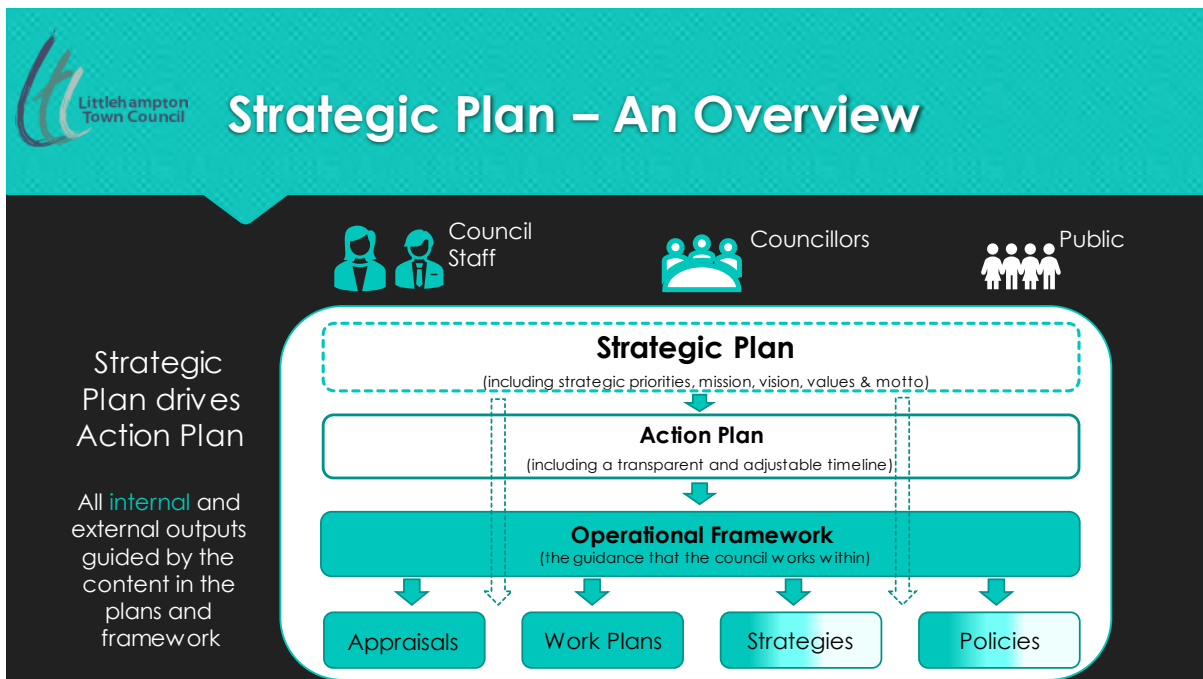 Littlehampton
Town Council
Strategic Plan – An Overview
Council
Staff
Councillors
Public
Strategic
Plan drives
Action Plan
All internal and
external outputs
guided by the
content in the
plans and
framework
Strategic Plan
(including strategic priorities, mission, vision, values & motto)
Action Plan
(including a transparent and adjustable timeline)
Operational Framework
(the guidance that the council works within)
Appraisals
Work Plans
Strategies
Policies